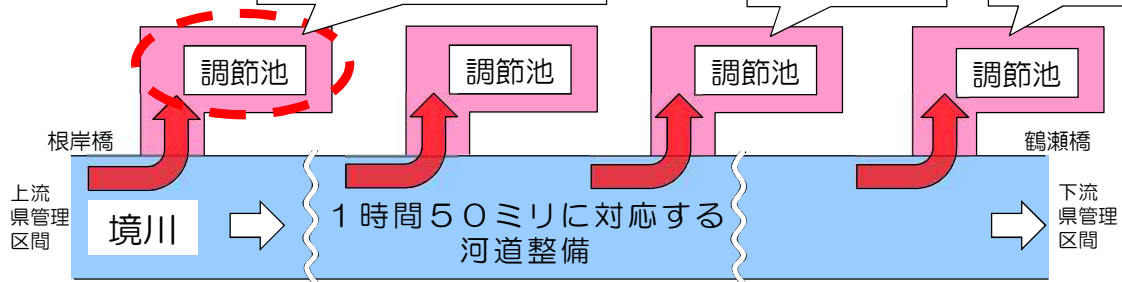 調節池
調節池
調節池
調節池
根岸橋
鶴瀬橋
上流
県管理
区間
境川
１時間５０ミリに対応する
河道整備
下流
県管理
区間